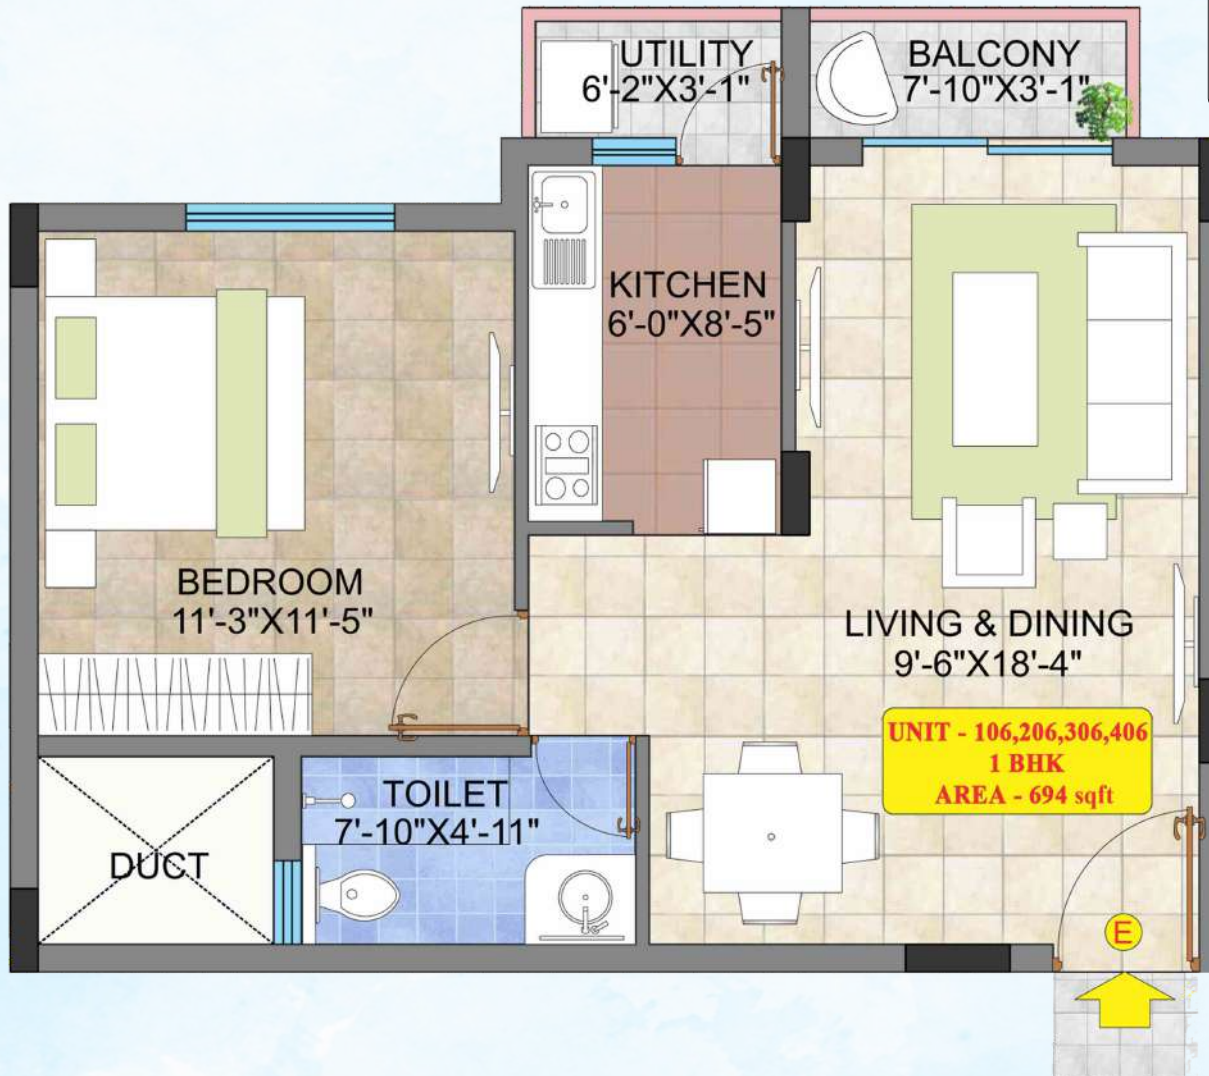 UTILITY
6'-2"X3'-1"
BALCONY
7'-10"X3'-1"
KITCHEN
6'-0"X8'-5"
BEDROOM
11'-3"X11'-5"
LIVING & DINING
9'-6"X18'-4"
UNIT - 106,206,306,406
1 BHK
AREA - 694 sqft
TOILET
7'-10"X4'-11"
DUCT
E